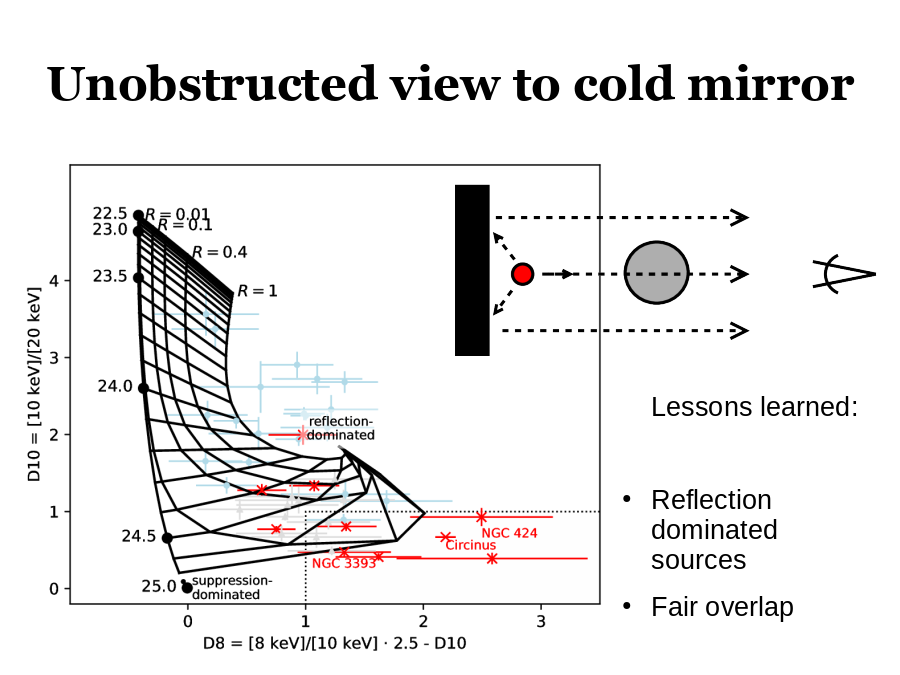 Unobstructed view to cold mirror
22.5
R = 0.01
23.0
R = 0.1
R = 0.4
23.5
R = 1
24.0
24.5
25.0
reflection-
dominated
NGC 424
Circinus
NGC 3393
suppression-
dominated
4
3
2
1
0
D10 = [10 keV]/[20 keV]
0 1 2 3
D8 = [8 keV]/[10 keV] · 2.5 - D10
Lessons learned:
• Reflection
dominated
sources
• Fair overlap